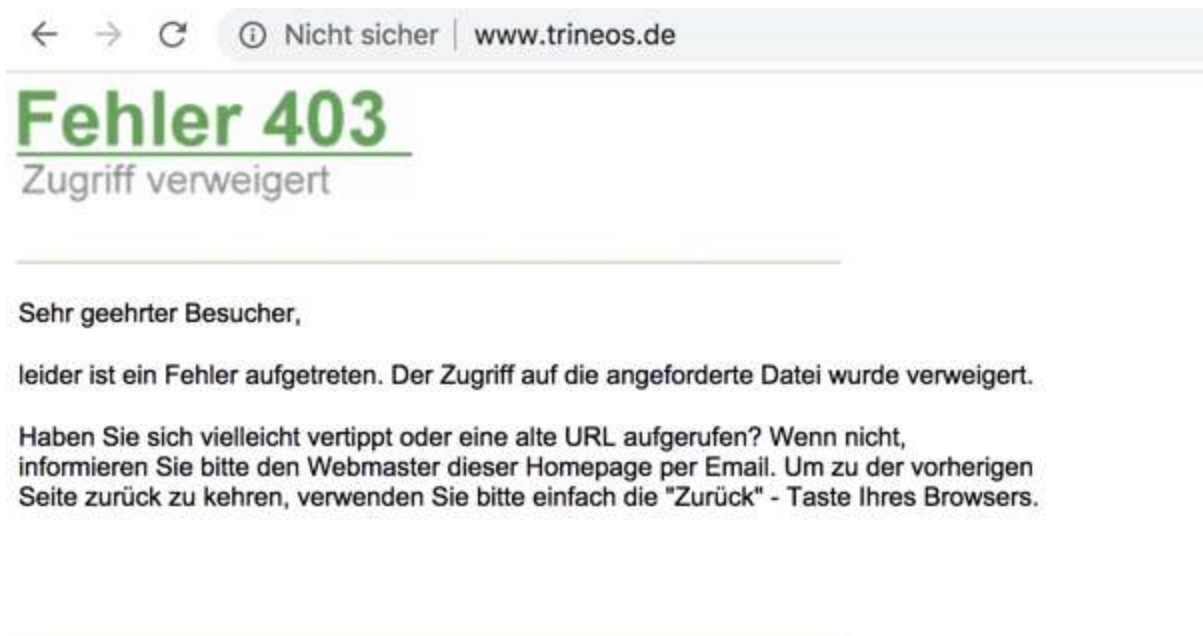 Nicht sicher | www.trineos.de
Fehler 403
Zugriff verweigert
Sehr geehrter Besucher,
leider ist ein Fehler aufgetreten. Der Zugriff auf die angeforderte Datei wurde verweigert.
Haben Sie sich vielleicht vertippt oder eine alte URL aufgerufen? Wenn nicht,
informieren Sie bitte den Webmaster dieser Homepage per Email. Um zu der vorherigen
Seite zurück zu kehren, verwenden Sie bitte einfach die "Zurück" - Taste Ihres Browsers.